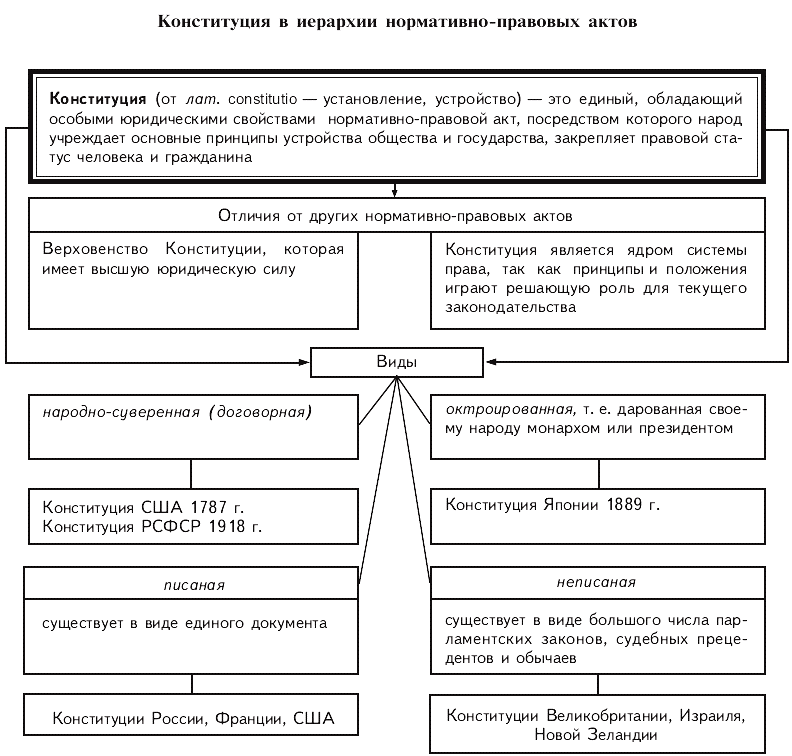 Конституция в иерархии нормативно-правовых актов
Конституция (от лат. constitutio — установление, устройство) — это единый, обладающий
особыми юридическими свойствами нормативно-правовой акт, посредством которого народ
учреждает основные принципы устройства общества и государства, закрепляет правовой ста-
тус человека и гражданина
Отличия от других нормативно-правовых актов
Верховенство Конституции, которая
имеет высшую юридическую силу
Конституция является ядром системы
права, так как принципы и положения
играют решающую роль для текущего
законодательства
Виды
народно-суверенная (договорная)
октроированная, т. е. дарованная свое-
му народу монархом или президентом
Конституция США 1787 г.
Конституция РСФСР 1918 г.
Конституция Японии 1889 г.
писаная
существует в виде единого документа
неписаная
существует в виде большого числа пар-
ламентских законов, судебных преце-
дентов и обычаев
Конституции России, Франции, США
Конституции Великобритании, Израиля,
Новой Зеландии